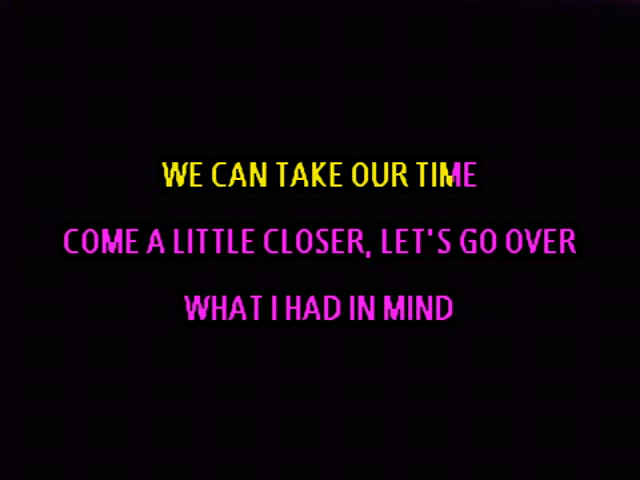 WE CAN TAKE OUR TIME
COME A LITTLE CLOSER, LET'S GO OVER
WHAT I HAD IN MIND